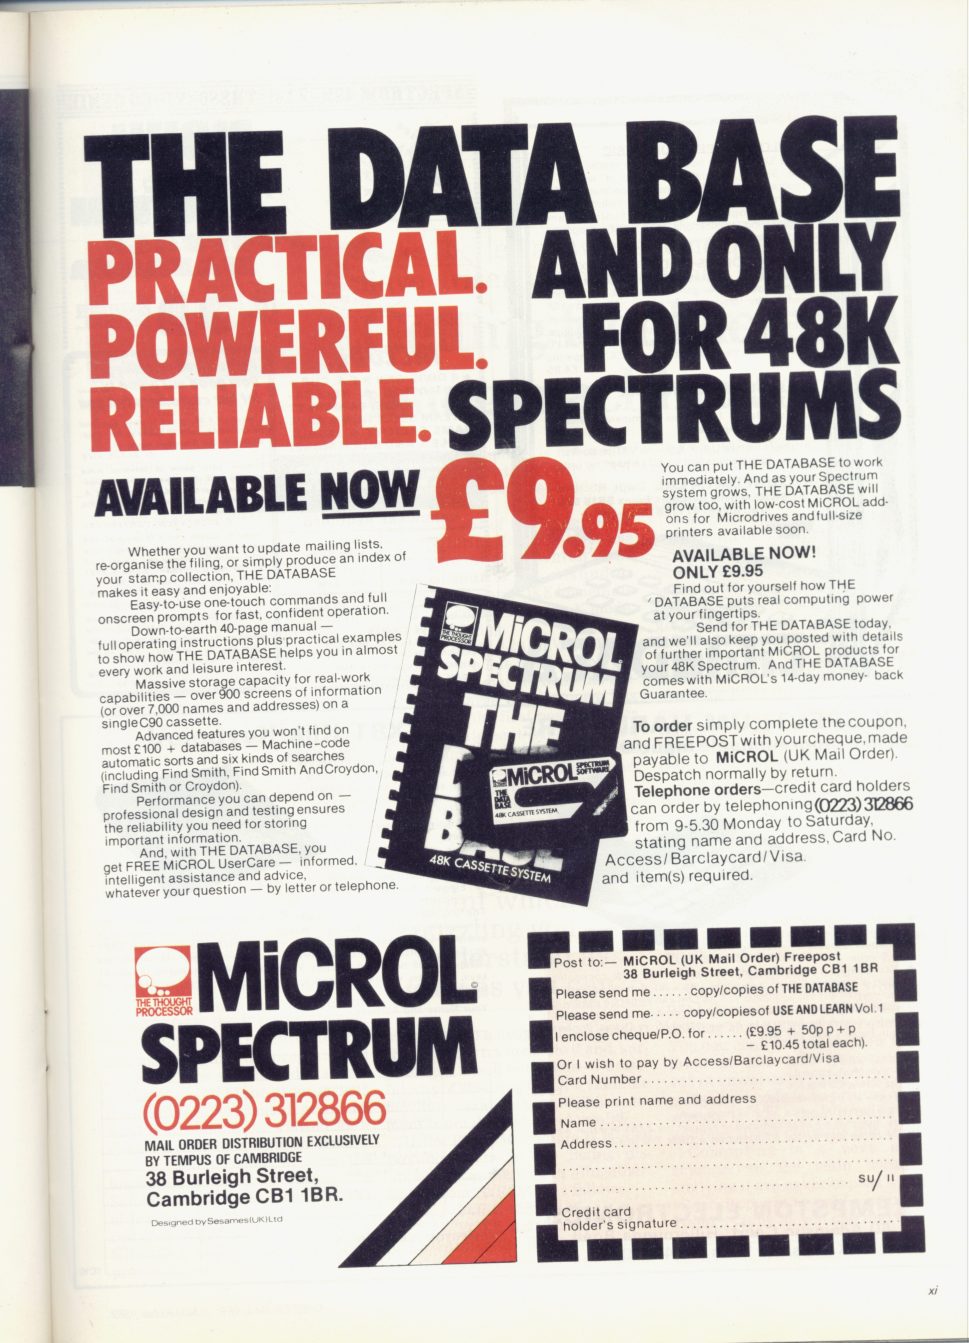 THE DATA BASE
PRACTICAL.
POWERFUL.
RELIABLE.
AND ONLY
FOR 48K
SPECTRUMS
AVAILABLE NOW
£9.95
Whether you want to update mailing lists,
re-organise the filing, or simply produce an index of
your stamp collection, THE DATABASE
makes it easy and enjoyable:
Easy-to-use one-touch commands and full
onscreen prompts for fast, confident operation.
Down-to-earth 40-page manual —
full operating instructions plus practical examples
to show how THE DATABASE helps you in almost
every work and leisure interest.
Massive storage capacity for real-work
capabilities — over 900 screens of information
(or over 7,000 names and addresses) on a
single C90 cassette.
Advanced features you won't find on
most £100 + databases — Machine-code
automatic sorts and six kinds of searches
(including Find Smith, Find Smith And Croydon,
Find Smith or Croydon).
Performance you can depend on —
professional design and testing ensures
the reliability you need for storing
important information.
And, with THE DATABASE, you
get FREE MiCROL UserCare — informed.
intelligent assistance and advice,
whatever your question — by letter or telephone.
THE THOUGHT
PROCESSOR
MiCROL
SPECTRUM
THE
DATA
BASE
MiCROL SPECTRUM
SOFTWARE
THE
DATA
BASE
48K CASSETTE SYSTEM
48K CASSETTE SYSTEM
You can put THE DATABASE to work
immediately. And as your Spectrum
system grows, THE DATABASE will
grow too, with low-cost MiCROL add-
ons for Microdrives and full-size
printers available soon.
AVAILABLE NOW!
ONLY £9.95
Find out for yourself how THE
DATABASE puts real computing power
at your fingertips.
Send for THE DATABASE today,
and we'll also keep you posted with details
of further important MiCROL products for
your 48K Spectrum. And THE DATABASE
comes with MiCROL's 14-day money- back
Guarantee.
To order simply complete the coupon,
and FREEPOST with your cheque, made
payable to MiCROL (UK Mail Order).
Despatch normally by return.
Telephone orders—credit card holders
can order by telephoning (0223) 312866
from 9-5.30 Monday to Saturday,
stating name and address, Card No.
Access/Barclaycard/Visa.
and item(s) required.
THE THOUGHT
PROCESSOR
MiCROL
SPECTRUM
(0223) 312866
MAIL ORDER DISTRIBUTION EXCLUSIVELY
BY TEMPUS OF CAMBRIDGE
38 Burleigh Street,
Cambridge CB1 1BR.
Designed by Sesames (UK) Ltd
Post to:— MiCROL (UK Mail Order) Freepost
38 Burleigh Street, Cambridge CB1 1BR
Please send me ...... copy/copies of THE DATABASE
Please send me ..... copy/copies of USE AND LEARN Vol. 1
I enclose cheque/P.O. for ...... (£9.95 + 50p p + p
– £10.45 total each).
Or I wish to pay by Access/Barclaycard/Visa
Card Number
Please print name and address
Name
Address
SU/11
Credit card
holder's signature
xi